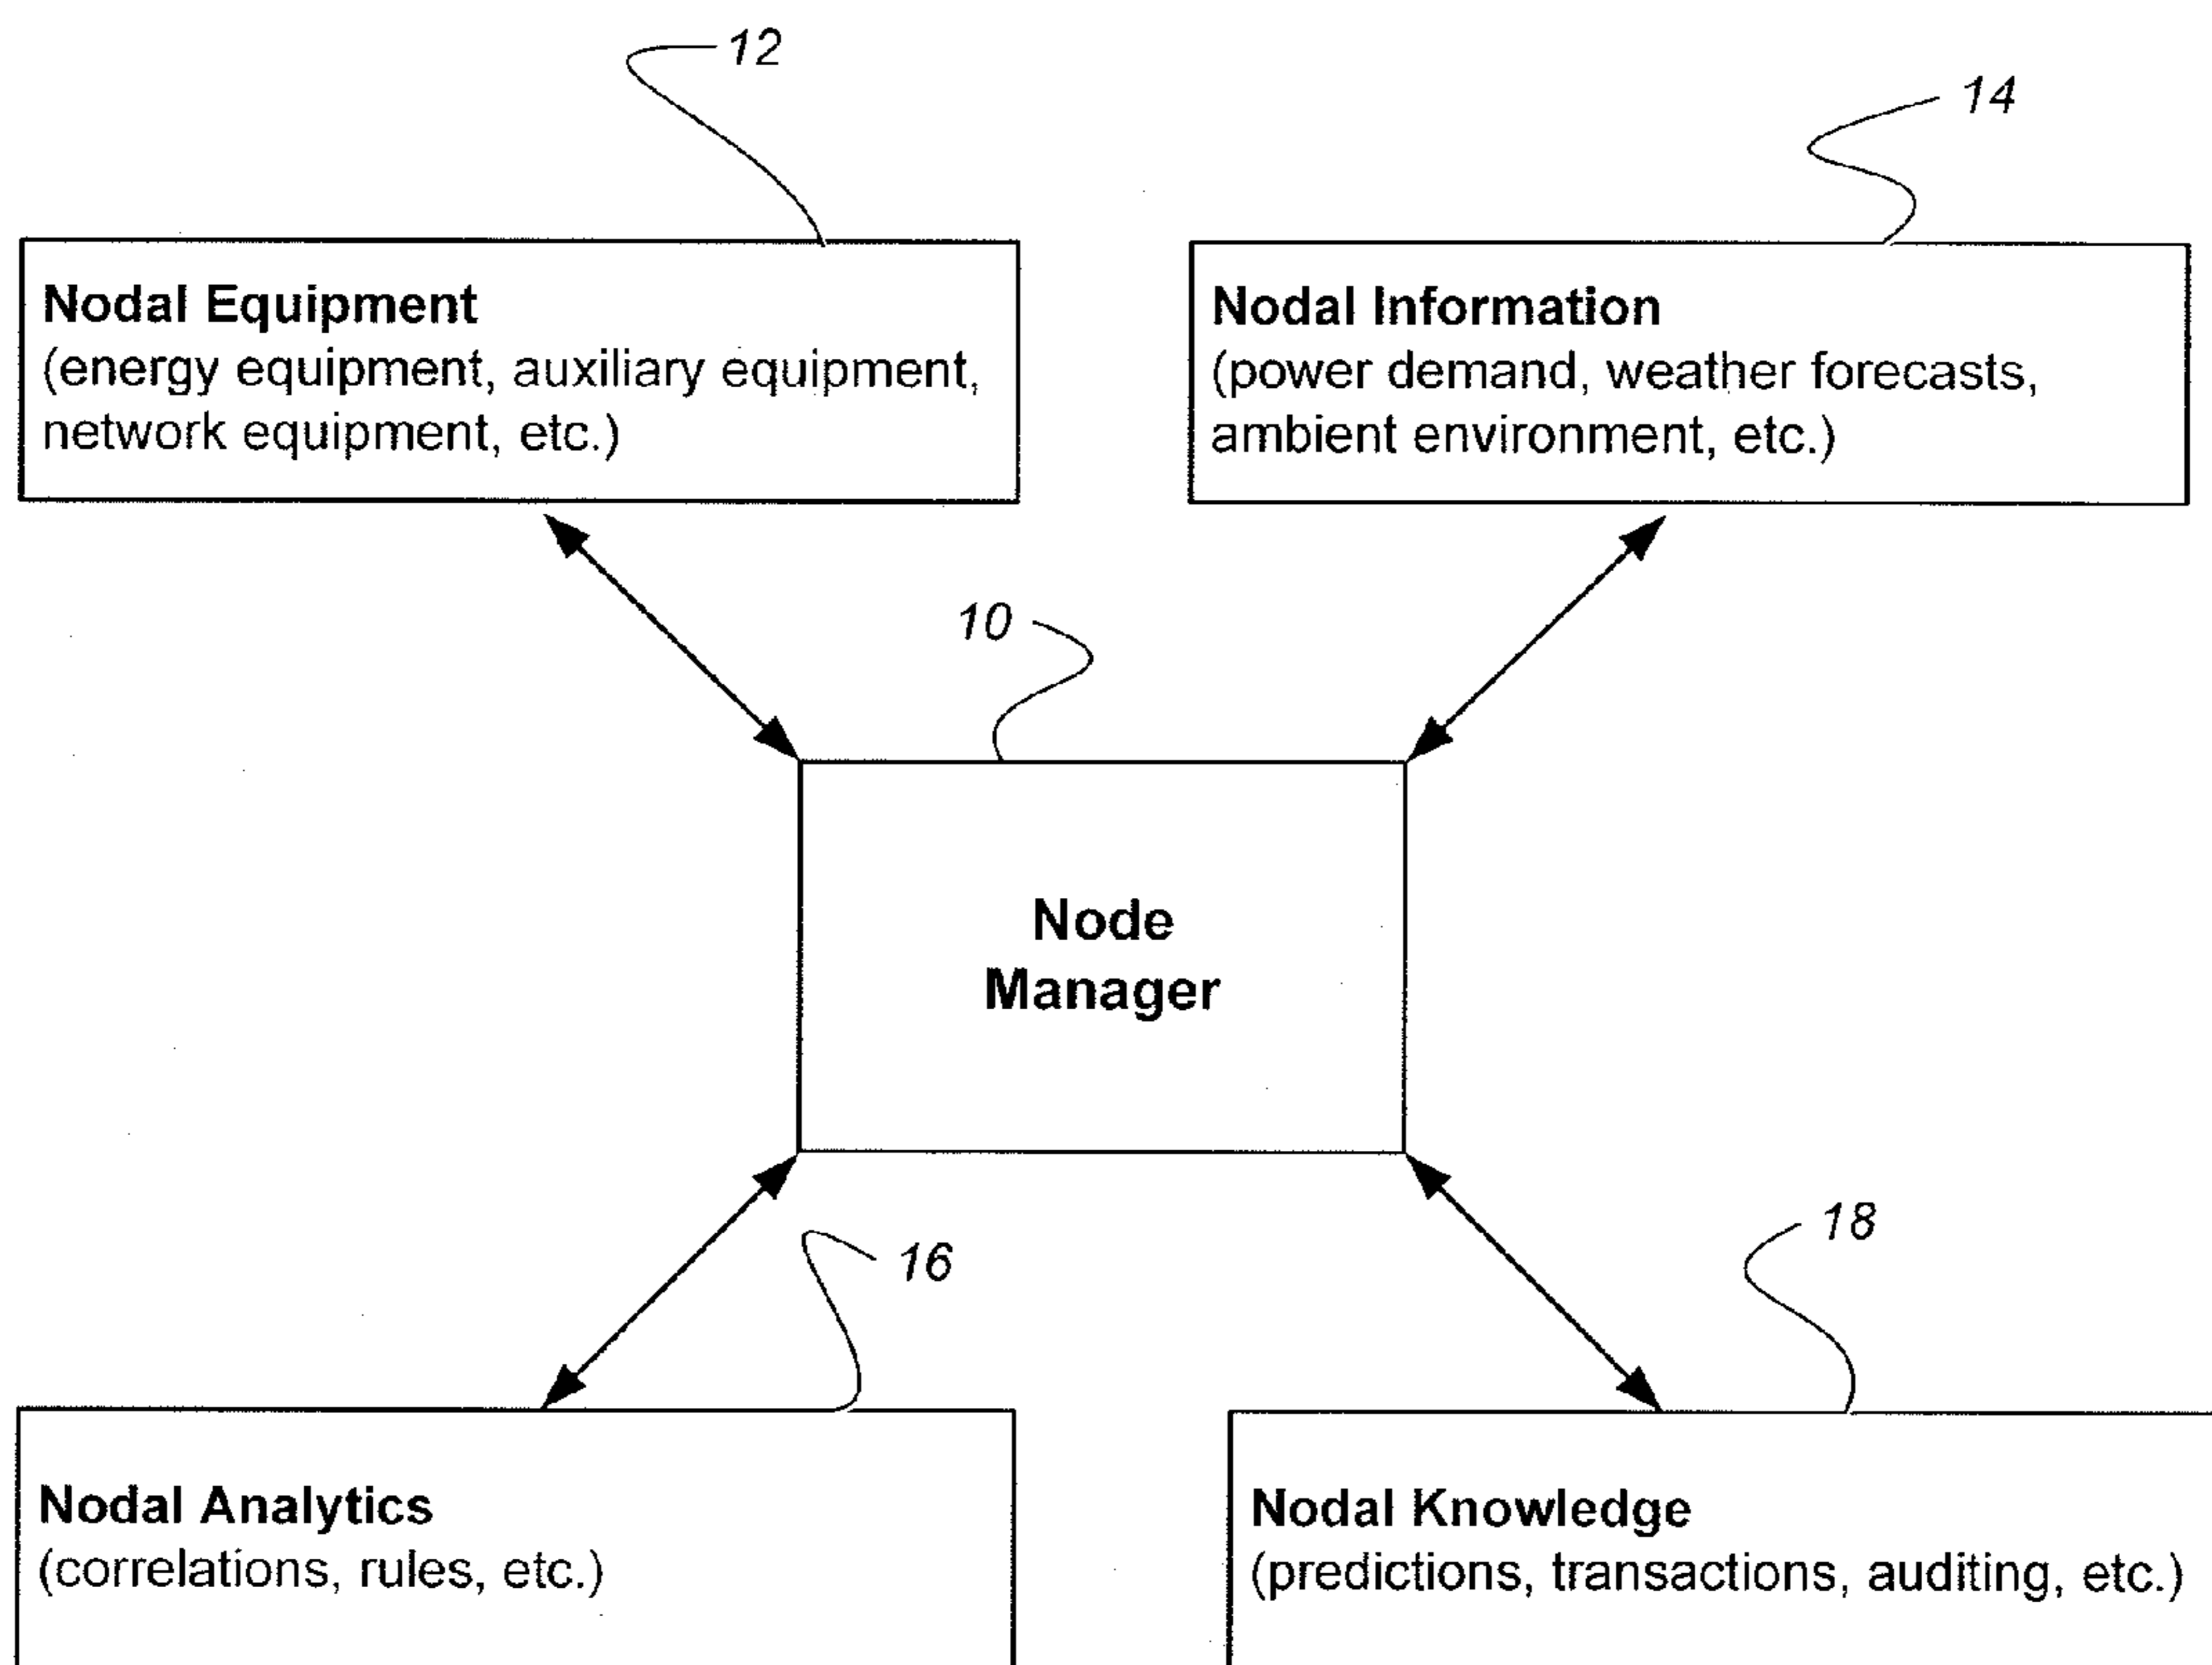 12
14
Nodal Equipment
(energy equipment, auxiliary equipment,
network equipment, etc.)
Nodal Information
(power demand, weather forecasts,
ambient environment, etc.)
10
Node
Manager
16
18
Nodal Analytics
(correlations, rules, etc.)
Nodal Knowledge
(predictions, transactions, auditing, etc.)